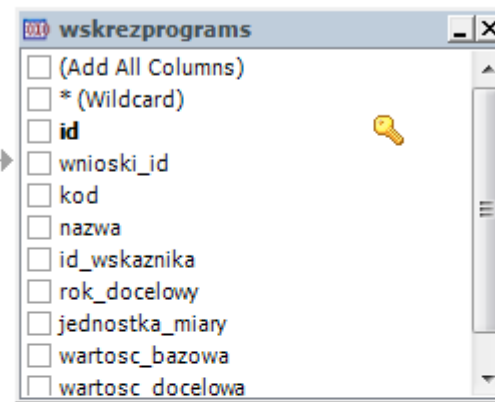 wskrezprograms
(Add All Columns)
* (Wildcard)
id
wnioski_id
kod
nazwa
id_wskaznika
rok_docelowy
jednostka_miary
wartosc_bazowa
wartosc_docelowa